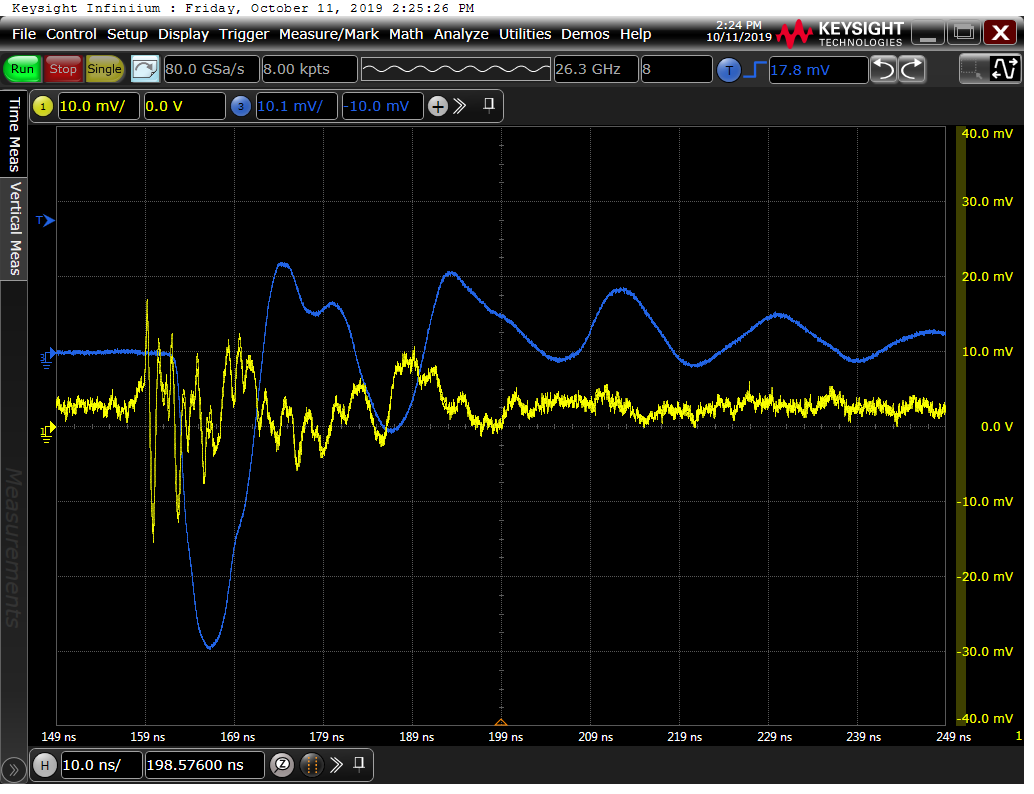 Keysight Infiniium : Friday, October 11, 2019 2:25:26 PM
File Control Setup Display Trigger Measure/Mark Math Analyze Utilities Demos Help
2:24 PM
10/11/2019
KEYSIGHT
TECHNOLOGIES
Run Stop Single 80.0 GSa/s 8.00 kpts 26.3 GHz 8 T 17.8 mV
1 10.0 mV/ 0.0 V 3 10.1 mV/ -10.0 mV
Time Meas
Vertical Meas
Measurements
T
3
1
40.0 mV
30.0 mV
20.0 mV
10.0 mV
0.0 V
-10.0 mV
-20.0 mV
-30.0 mV
-40.0 mV
149 ns 159 ns 169 ns 179 ns 189 ns 199 ns 209 ns 219 ns 229 ns 239 ns 249 ns 1
H 10.0 ns/ 198.57600 ns Z